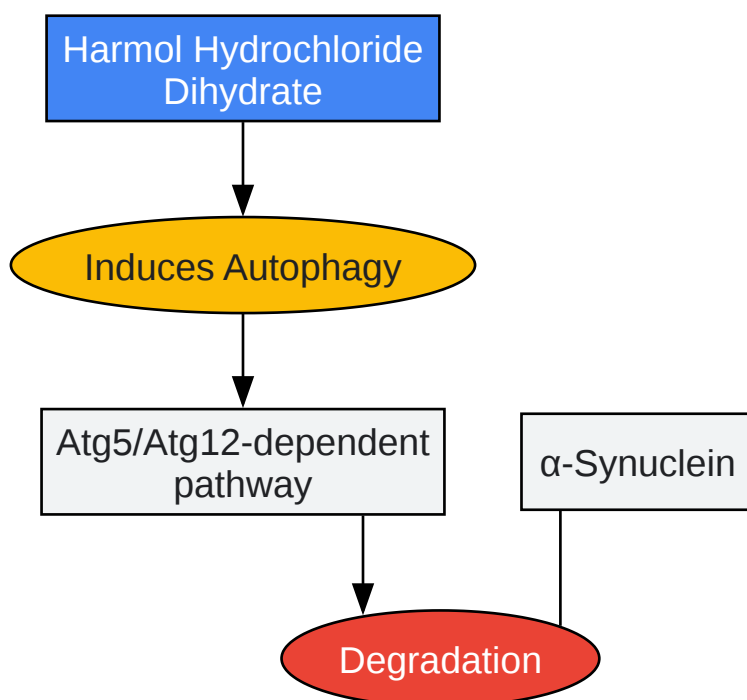 Harmol Hydrochloride
Dihydrate
Induces Autophagy
Atg5/Atg12-dependent
pathway
α-Synuclein
Degradation